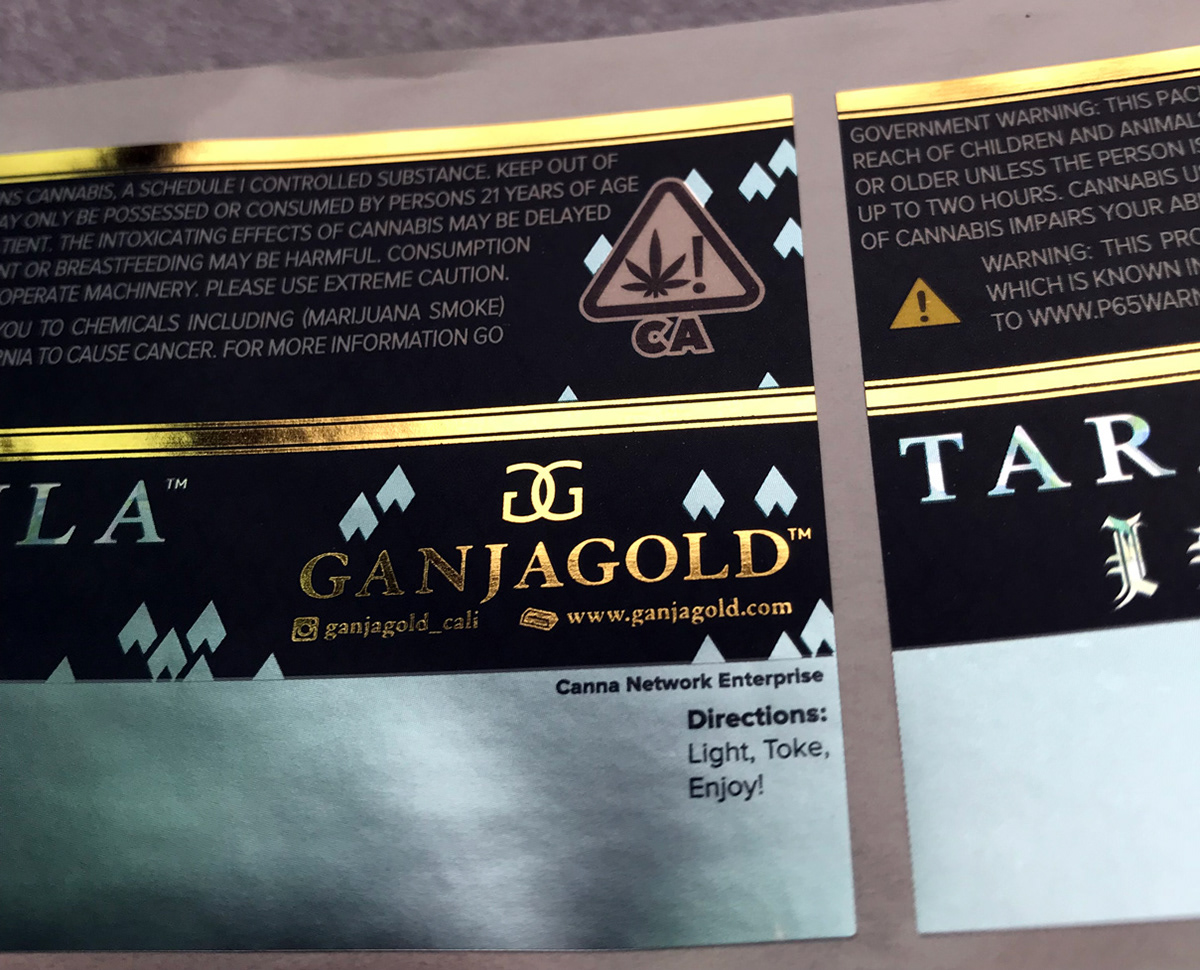 NS CANNABIS, A SCHEDULE I CONTROLLED SUBSTANCE. KEEP OUT OF
AY ONLY BE POSSESSED OR CONSUMED BY PERSONS 21 YEARS OF AGE
TIENT. THE INTOXICATING EFFECTS OF CANNABIS MAY BE DELAYED
NT OR BREASTFEEDING MAY BE HARMFUL. CONSUMPTION
OPERATE MACHINERY. PLEASE USE EXTREME CAUTION.
YOU TO CHEMICALS INCLUDING (MARIJUANA SMOKE)
RNIA TO CAUSE CANCER. FOR MORE INFORMATION GO
!
CA
LA™
GG
GANJAGOLD™
ganjagold_cali
www.ganjagold.com
Canna Network Enterprise
Directions:
Light, Toke,
Enjoy!
GOVERNMENT WARNING: THIS PAC
REACH OF CHILDREN AND ANIMALS
OR OLDER UNLESS THE PERSON IS
UP TO TWO HOURS. CANNABIS U
OF CANNABIS IMPAIRS YOUR AB
!
WARNING: THIS PRO
WHICH IS KNOWN IN
TO WWW.P65WARN
TAR
I